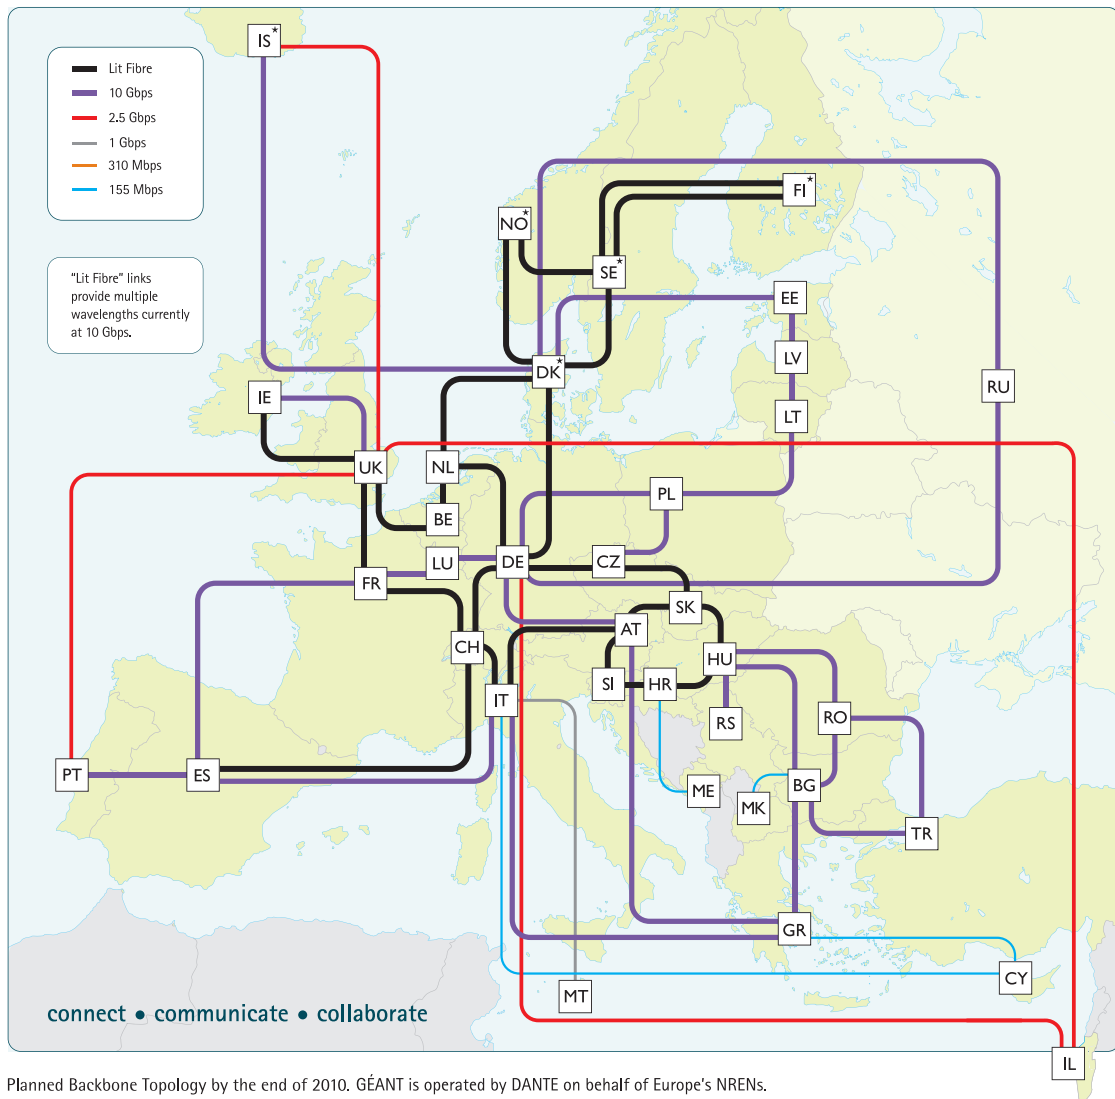 IS*
Lit Fibre
10 Gbps
2.5 Gbps
1 Gbps
310 Mbps
155 Mbps
FI*
NO*
SE*
"Lit Fibre" links
provide multiple
wavelengths currently
at 10 Gbps.
EE
LV
DK*
RU
IE
LT
UK
NL
PL
BE
LU
DE
CZ
FR
SK
AT
CH
HU
SI
HR
IT
RS
RO
PT
ES
BG
ME
MK
TR
GR
CY
MT
connect • communicate • collaborate
IL
Planned Backbone Topology by the end of 2010. GÉANT is operated by DANTE on behalf of Europe's NRENs.